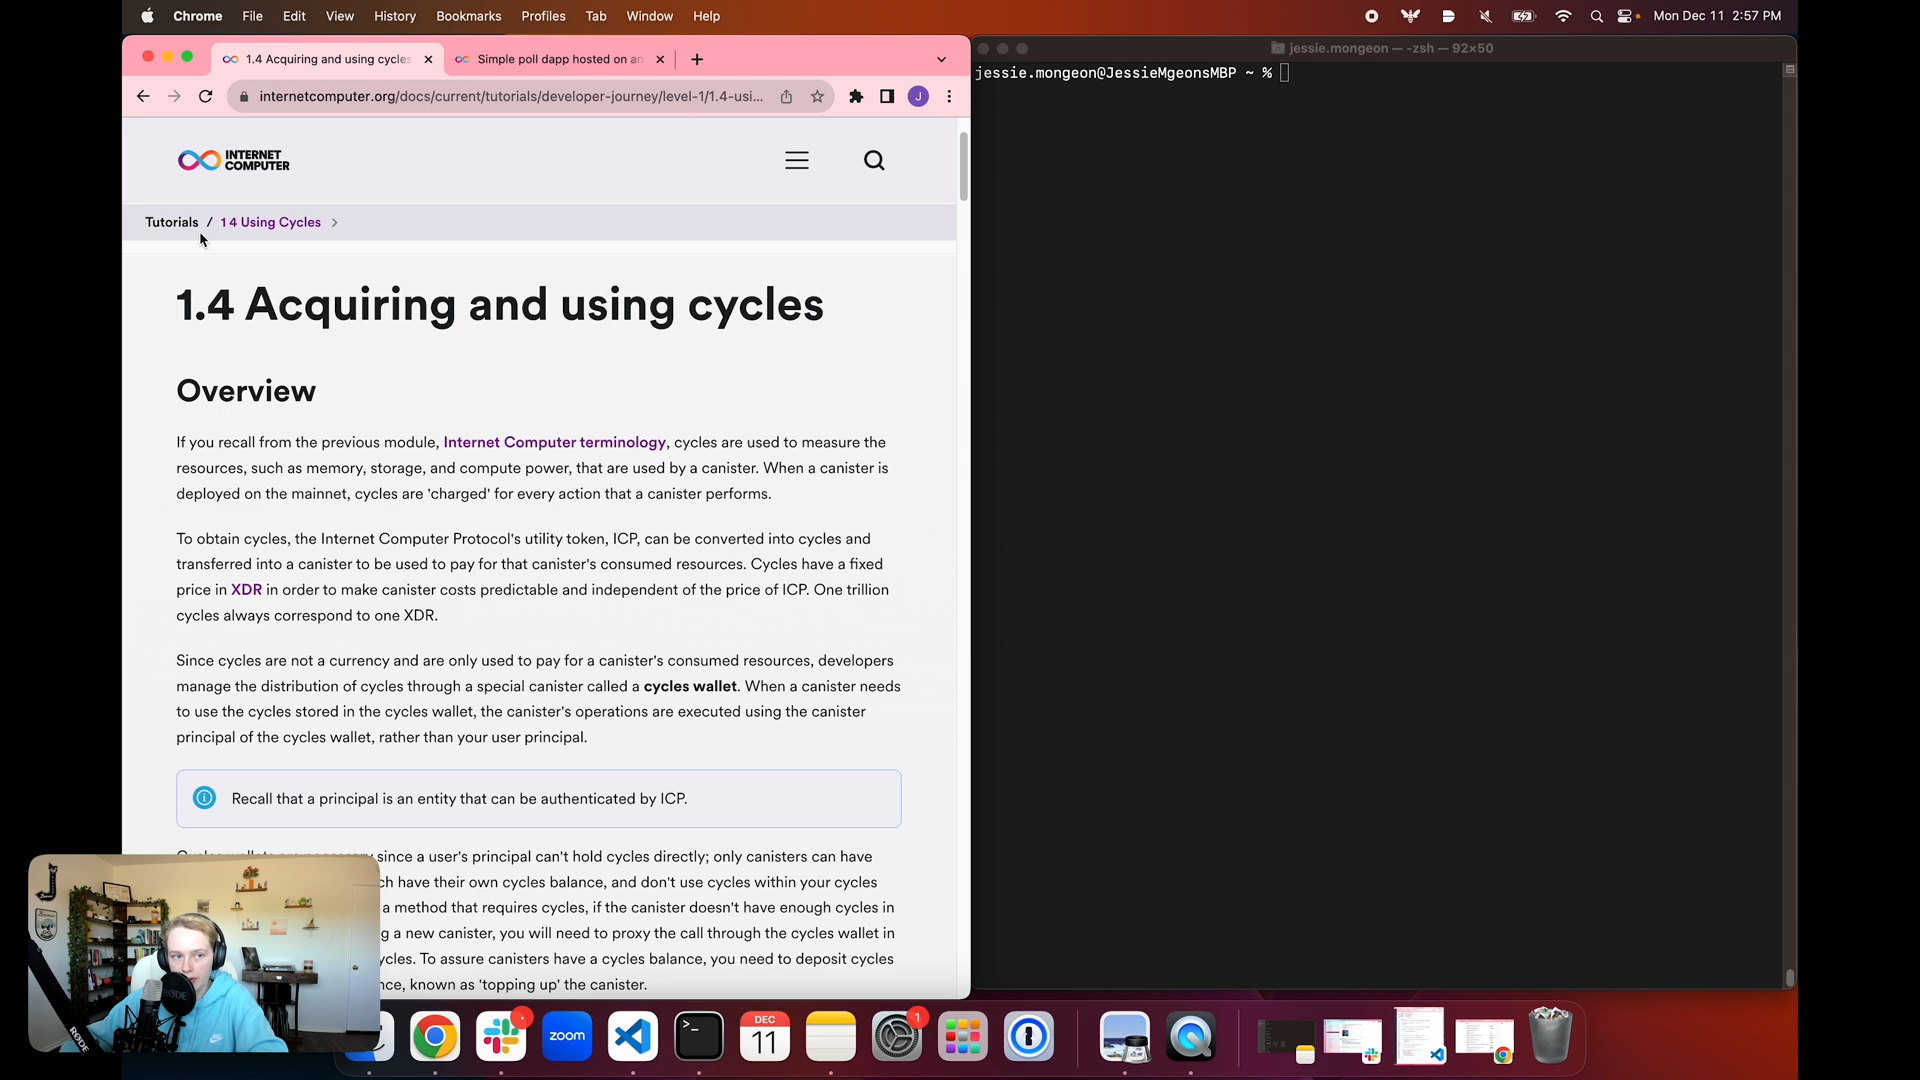 Chrome File Edit View History Bookmarks Profiles Tab Window Help
Mon Dec 11 2:57 PM
1.4 Acquiring and using cycles
Simple poll dapp hosted on an
internetcomputer.org/docs/current/tutorials/developer-journey/level-1/1.4-usi...
J
jessie.mongeon — -zsh — 92×50
jessie.mongeon@JessieMgeonsMBP ~ %
INTERNET
COMPUTER
Tutorials / 1 4 Using Cycles >
1.4 Acquiring and using cycles
Overview
If you recall from the previous module, Internet Computer terminology, cycles are used to measure the
resources, such as memory, storage, and compute power, that are used by a canister. When a canister is
deployed on the mainnet, cycles are 'charged' for every action that a canister performs.
To obtain cycles, the Internet Computer Protocol's utility token, ICP, can be converted into cycles and
transferred into a canister to be used to pay for that canister's consumed resources. Cycles have a fixed
price in XDR in order to make canister costs predictable and independent of the price of ICP. One trillion
cycles always correspond to one XDR.
Since cycles are not a currency and are only used to pay for a canister's consumed resources, developers
manage the distribution of cycles through a special canister called a cycles wallet. When a canister needs
to use the cycles stored in the cycles wallet, the canister's operations are executed using the canister
principal of the cycles wallet, rather than your user principal.
Recall that a principal is an entity that can be authenticated by ICP.
since a user's principal can't hold cycles directly; only canisters can have
have their own cycles balance, and don't use cycles within your cycles
a method that requires cycles, if the canister doesn't have enough cycles in
g a new canister, you will need to proxy the call through the cycles wallet in
ycles. To assure canisters have a cycles balance, you need to deposit cycles
nce, known as 'topping up' the canister.
RØDE
RØDE
zoom
>_
DEC
11
1